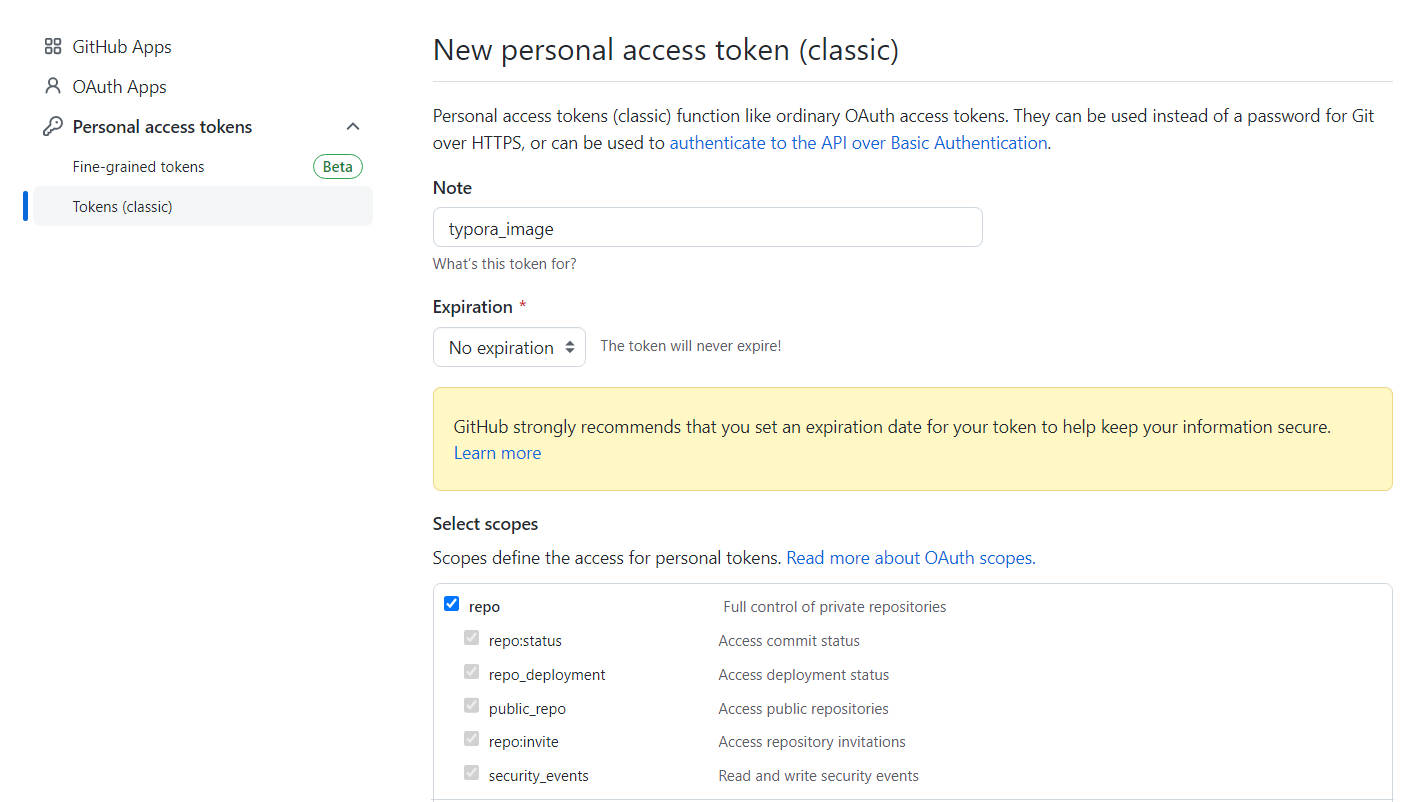 GitHub Apps
OAuth Apps
Personal access tokens
Fine-grained tokens Beta
Tokens (classic)
New personal access token (classic)
Personal access tokens (classic) function like ordinary OAuth access tokens. They can be used instead of a password for Git
over HTTPS, or can be used to authenticate to the API over Basic Authentication.
Note
typora_image
What's this token for?
Expiration *
No expiration The token will never expire!
GitHub strongly recommends that you set an expiration date for your token to help keep your information secure.
Learn more
Select scopes
Scopes define the access for personal tokens. Read more about OAuth scopes.
repo Full control of private repositories
repo:status Access commit status
repo_deployment Access deployment status
public_repo Access public repositories
repo:invite Access repository invitations
security_events Read and write security events